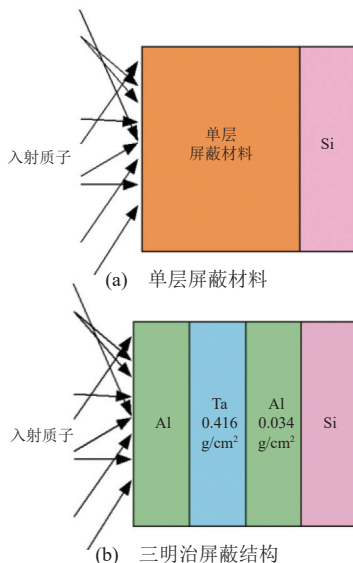 单层
屏蔽材料
Si
入射质子
(a) 单层屏蔽材料
Al
Ta
0.416
g/cm²
Al
0.034
g/cm²
Si
入射质子
(b) 三明治屏蔽结构